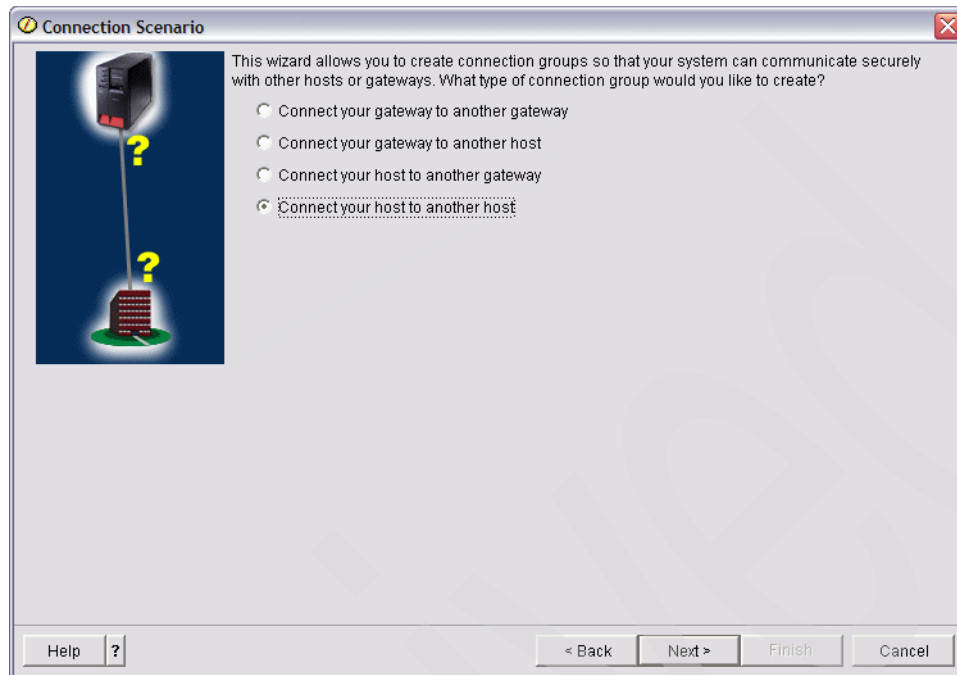 Connection Scenario
This wizard allows you to create connection groups so that your system can communicate securely
with other hosts or gateways. What type of connection group would you like to create?
Connect your gateway to another gateway
Connect your gateway to another host
Connect your host to another gateway
Connect your host to another host
?
?
Help ? < Back Next > Finish Cancel